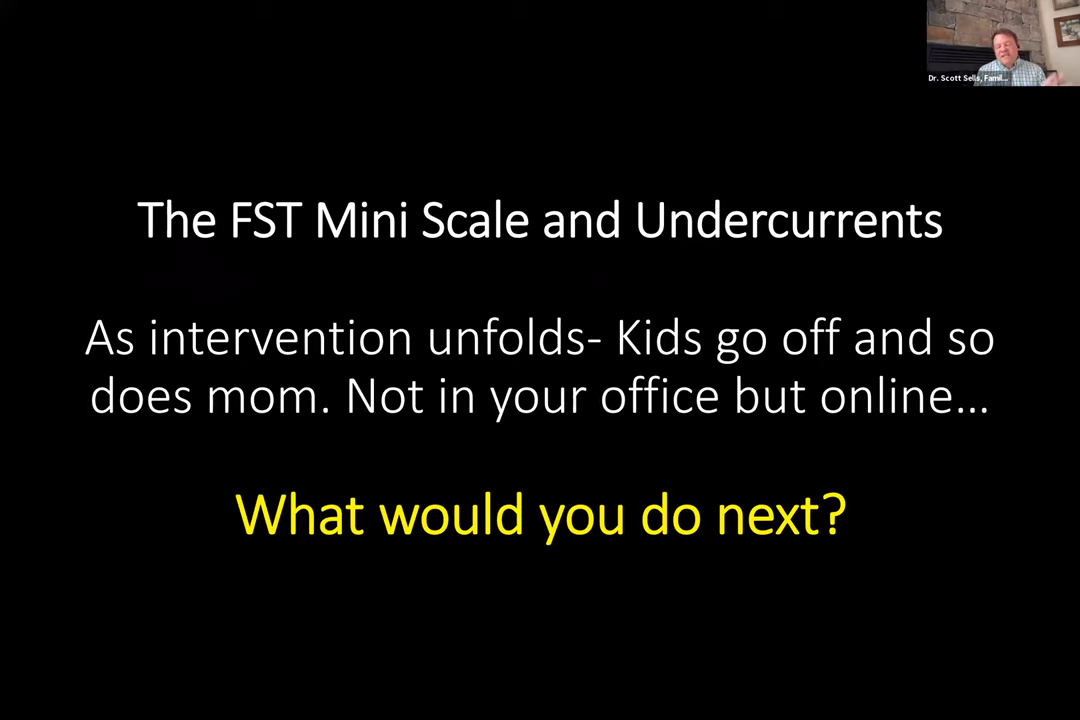 Dr. Scott Sells, Famil...
The FST Mini Scale and Undercurrents
As intervention unfolds- Kids go off and so
does mom. Not in your office but online...
What would you do next?